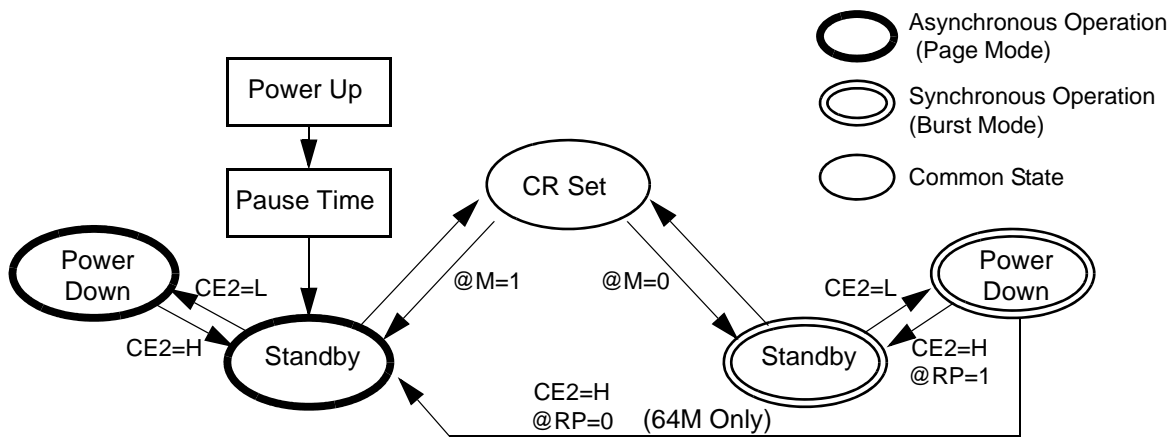 Asynchronous Operation
(Page Mode)
Power Up
Synchronous Operation
(Burst Mode)
CR Set
Common State
Pause Time
Power
Down
CE2=L
CE2=H
Standby
@M=1
@M=0
Standby
CE2=L
Power
Down
CE2=H
@RP=1
CE2=H
@RP=0 (64M Only)